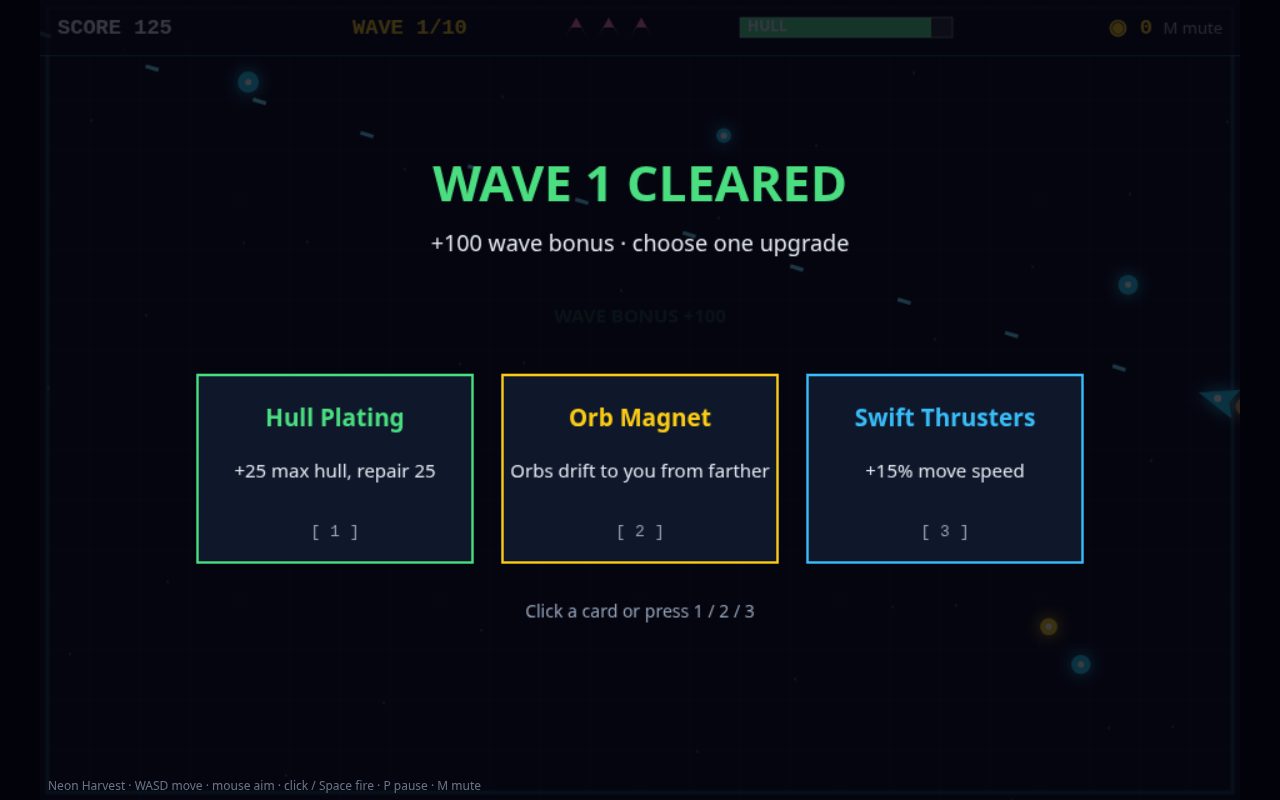 SCORE 125 WAVE 1/10 HULL 0 M mute
WAVE 1 CLEARED
+100 wave bonus · choose one upgrade
WAVE BONUS +100
Hull Plating Orb Magnet Swift Thrusters
+25 max hull, repair 25 Orbs drift to you from farther +15% move speed
[ 1 ] [ 2 ] [ 3 ]
Click a card or press 1 / 2 / 3
Neon Harvest · WASD move · mouse aim · click / Space fire · P pause · M mute